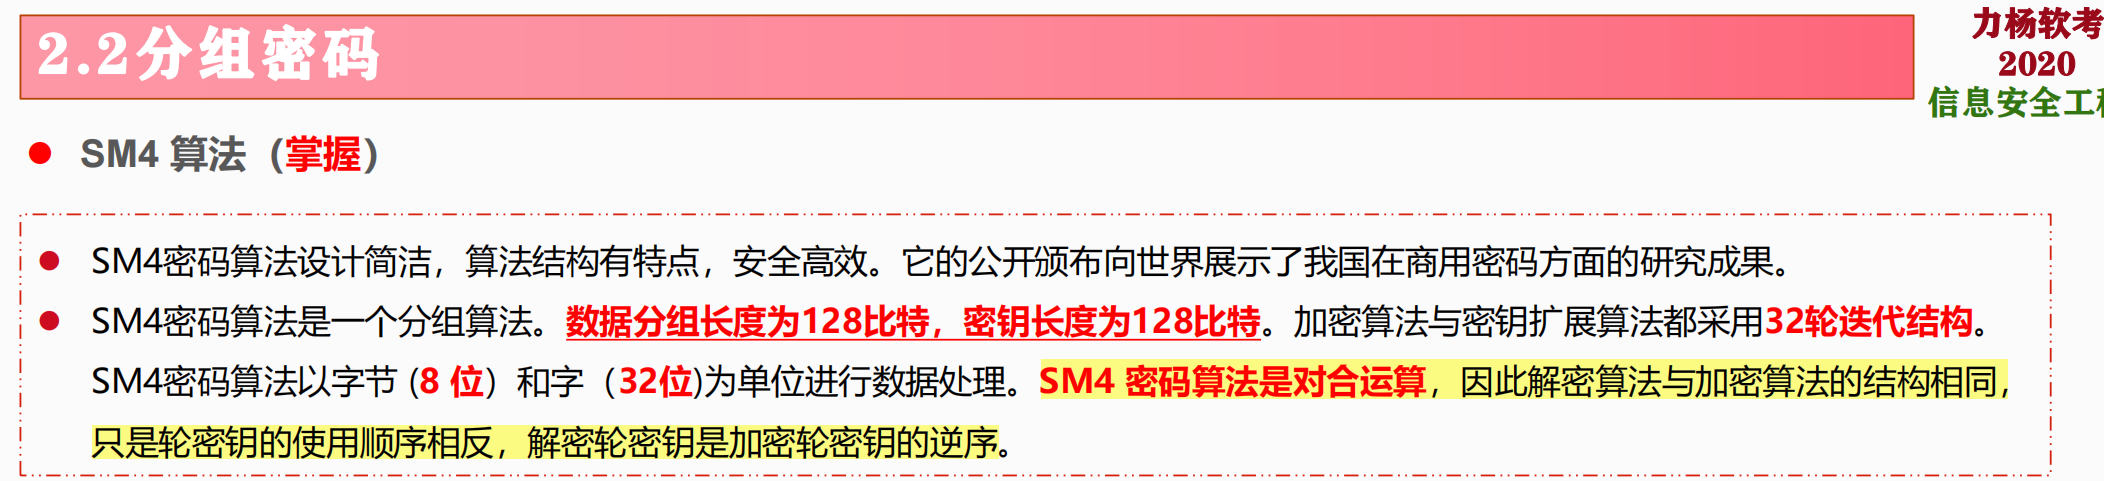 2.2分组密码
力杨软考
2020
信息安全工
SM4 算法（掌握）
SM4密码算法设计简洁，算法结构有特点，安全高效。它的公开颁布向世界展示了我国在商用密码方面的研究成果。
SM4密码算法是一个分组算法。数据分组长度为128比特，密钥长度为128比特。加密算法与密钥扩展算法都采用32轮迭代结构。
SM4密码算法以字节 (8 位）和字（32位)为单位进行数据处理。SM4 密码算法是对合运算，因此解密算法与加密算法的结构相同，
只是轮密钥的使用顺序相反，解密轮密钥是加密轮密钥的逆序。